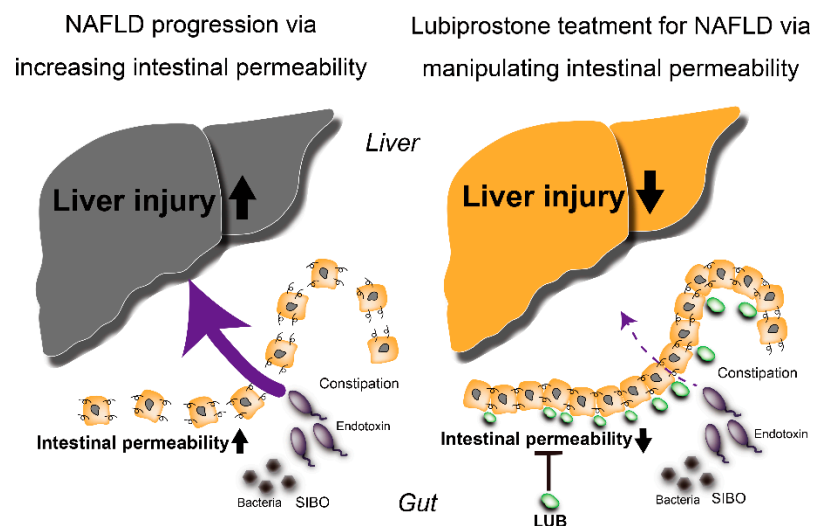 NAFLD progression via
increasing intestinal permeability
Liver injury
Constipation
Endotoxin
Intestinal permeability
Bacteria SIBO
Liver
Gut
Lubiprostone teatment for NAFLD via
manipulating intestinal permeability
Liver injury
Constipation
Endotoxin
Intestinal permeability
Bacteria SIBO
LUB